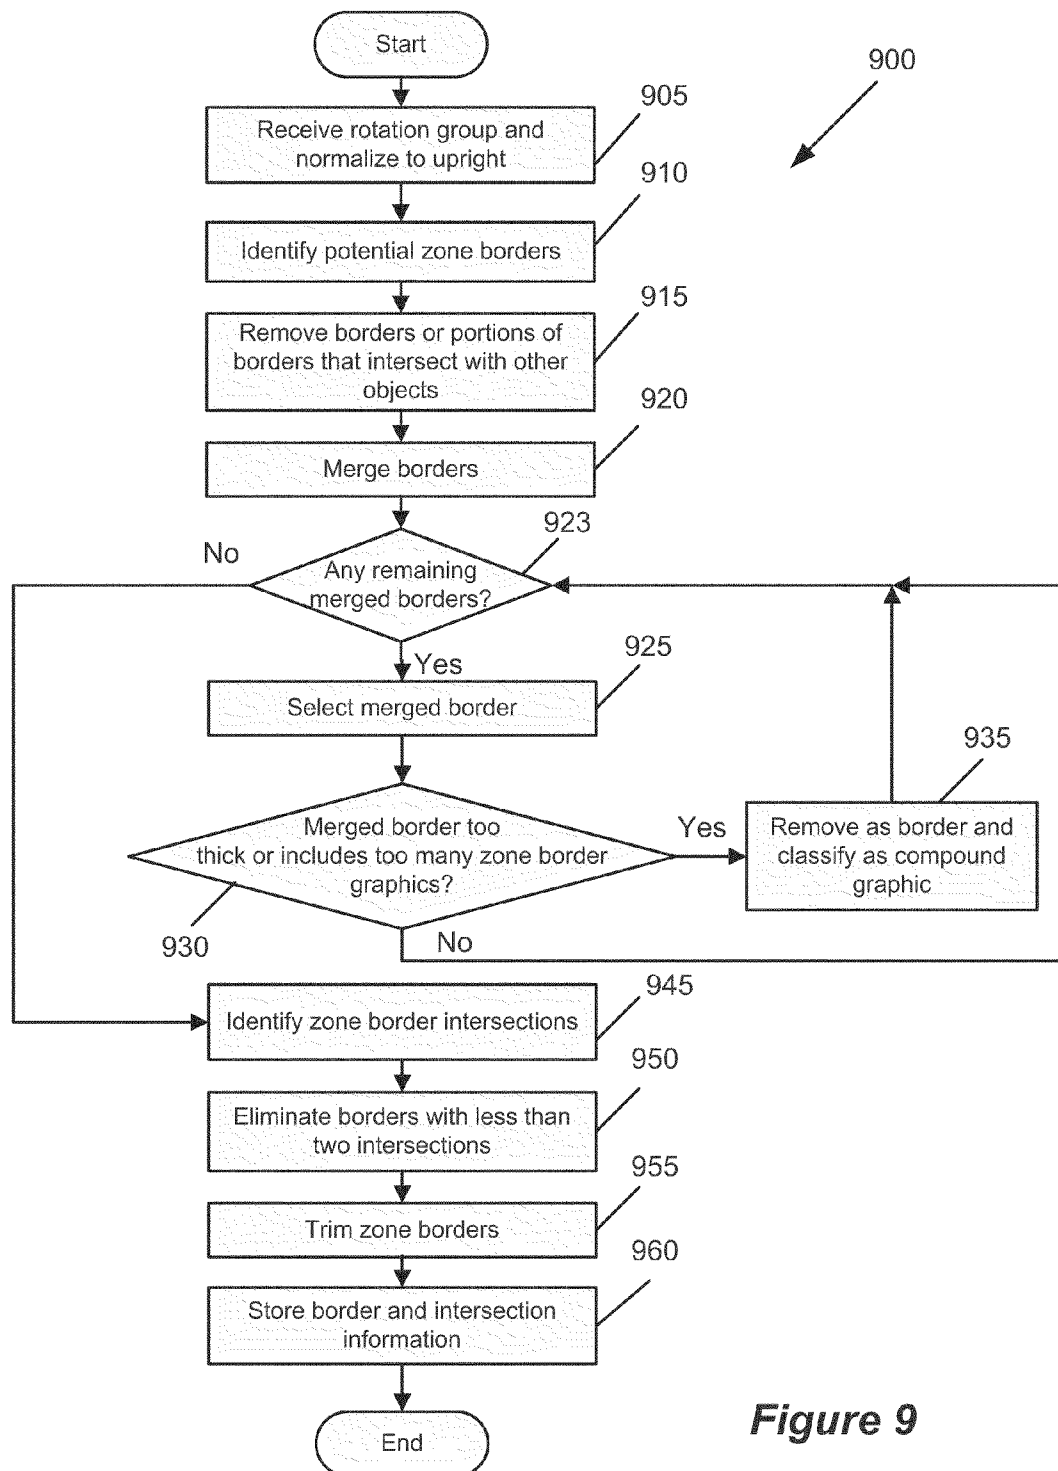 Start
900
905
Receive rotation group and
normalize to upright
910
Identify potential zone borders
915
Remove borders or portions of
borders that intersect with other
objects
920
Merge borders
923
No
Any remaining
merged borders?
Yes
925
Select merged border
935
Merged border too
thick or includes too many zone border
graphics?
Yes
Remove as border and
classify as compound
graphic
930
No
945
Identify zone border intersections
950
Eliminate borders with less than
two intersections
955
Trim zone borders
960
Store border and intersection
information
End
Figure 9